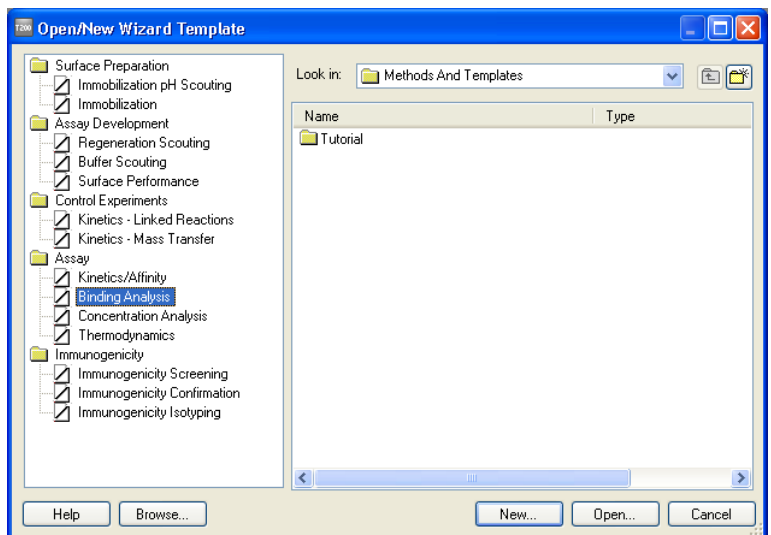 T200 Open/New Wizard Template
Surface Preparation
Immobilization pH Scouting
Immobilization
Assay Development
Regeneration Scouting
Buffer Scouting
Surface Performance
Control Experiments
Kinetics - Linked Reactions
Kinetics - Mass Transfer
Assay
Kinetics/Affinity
Binding Analysis
Concentration Analysis
Thermodynamics
Immunogenicity
Immunogenicity Screening
Immunogenicity Confirmation
Immunogenicity Isotyping
Look in: Methods And Templates
Name Type
Tutorial
Help Browse... New... Open... Cancel